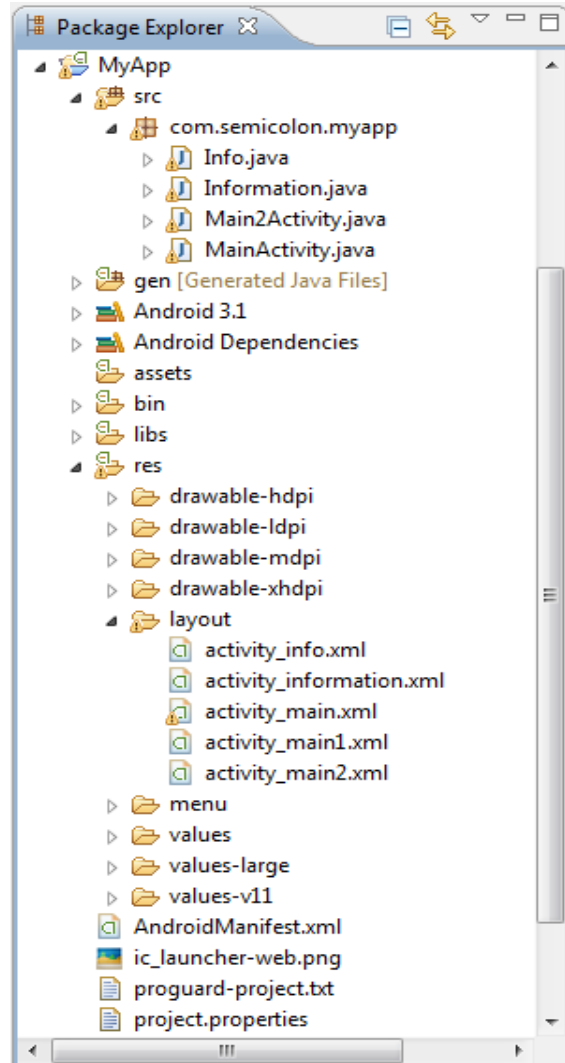 Package Explorer
MyApp
src
com.semicolon.myapp
Info.java
Information.java
Main2Activity.java
MainActivity.java
gen [Generated Java Files]
Android 3.1
Android Dependencies
assets
bin
libs
res
drawable-hdpi
drawable-ldpi
drawable-mdpi
drawable-xhdpi
layout
activity_info.xml
activity_information.xml
activity_main.xml
activity_main1.xml
activity_main2.xml
menu
values
values-large
values-v11
AndroidManifest.xml
ic_launcher-web.png
proguard-project.txt
project.properties